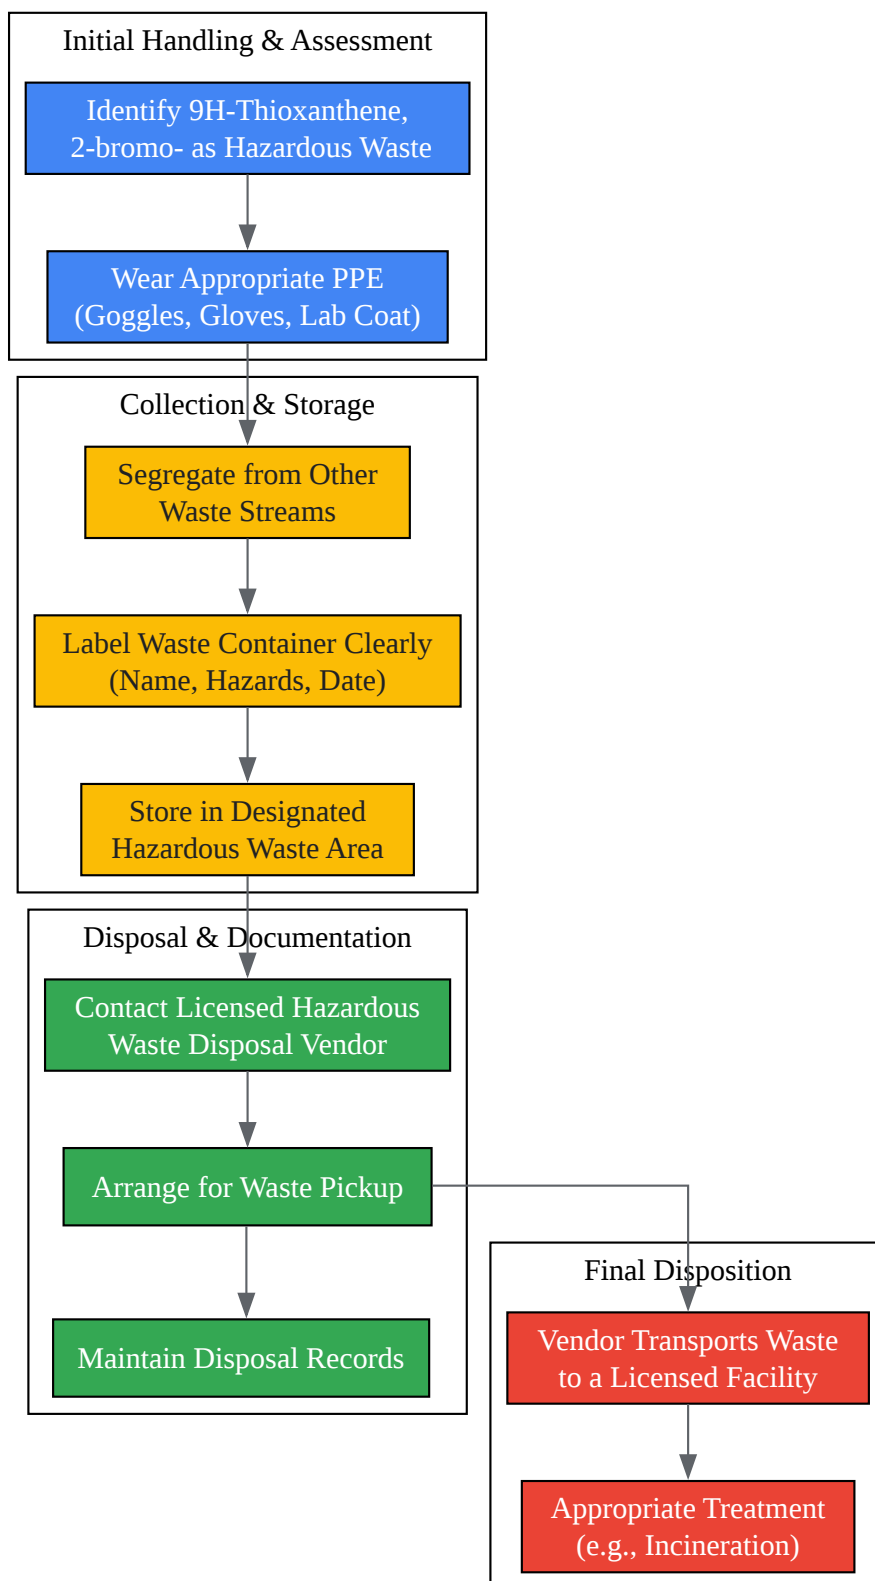 Initial Handling & Assessment
Identify 9H-Thioxanthene,
2-bromo- as Hazardous Waste
Wear Appropriate PPE
(Goggles, Gloves, Lab Coat)
Collection & Storage
Segregate from Other
Waste Streams
Label Waste Container Clearly
(Name, Hazards, Date)
Store in Designated
Hazardous Waste Area
Disposal & Documentation
Contact Licensed Hazardous
Waste Disposal Vendor
Arrange for Waste Pickup
Maintain Disposal Records
Final Disposition
Vendor Transports Waste
to a Licensed Facility
Appropriate Treatment
(e.g., Incineration)